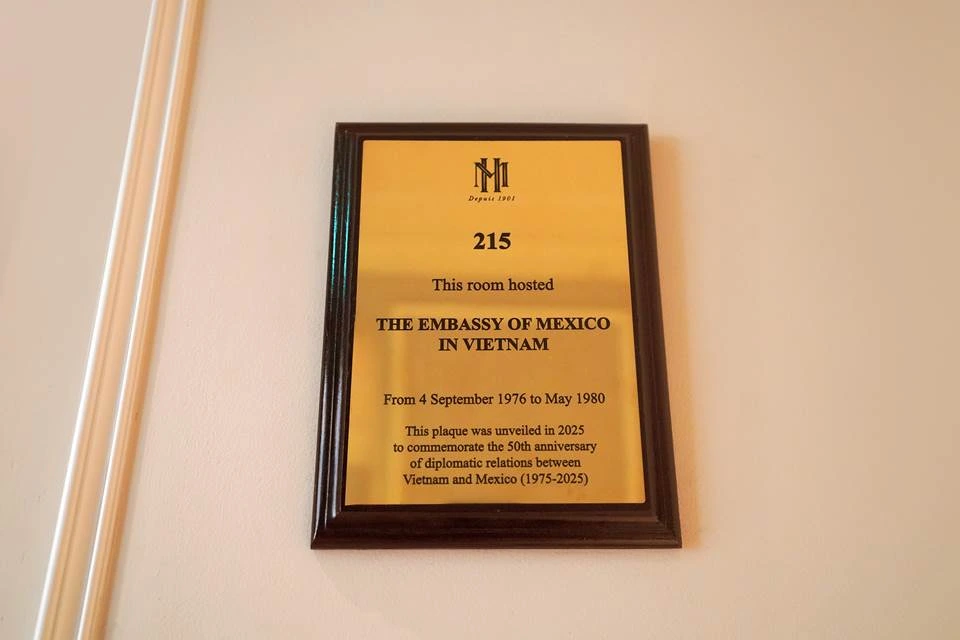 HM
Depuis 1901
215
This room hosted
THE EMBASSY OF MEXICO
IN VIETNAM
From 4 September 1976 to May 1980
This plaque was unveiled in 2025
to commemorate the 50th anniversary
of diplomatic relations between
Vietnam and Mexico (1975-2025)